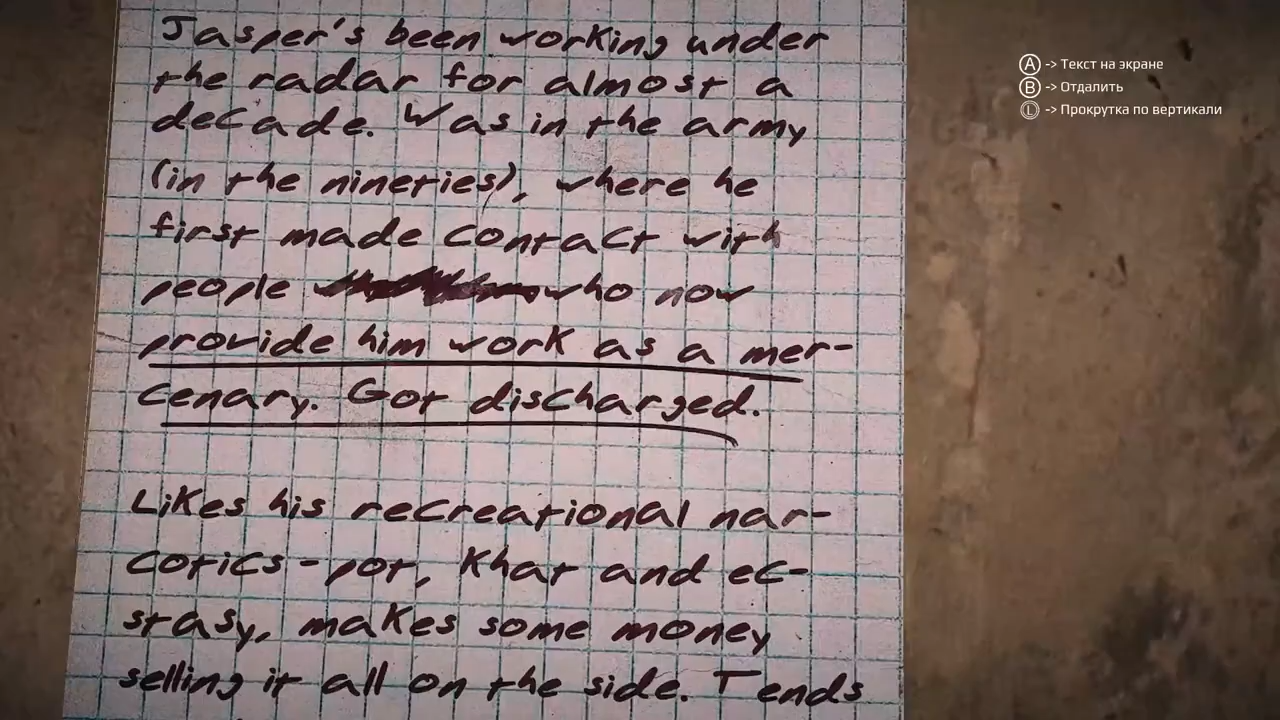 Jasper's been working under
the radar for almost a
decade. Was in the army
(in the nineties), where he
first made contact with
people who now
provide him work as a mer-
cenary. Got discharged.
Likes his recreational nar-
cotics - pot, khat and ec-
stasy, makes some money
selling it all on the side. Tends
A -> Текст на экране
B -> Отдалить
L -> Прокрутка по вертикали